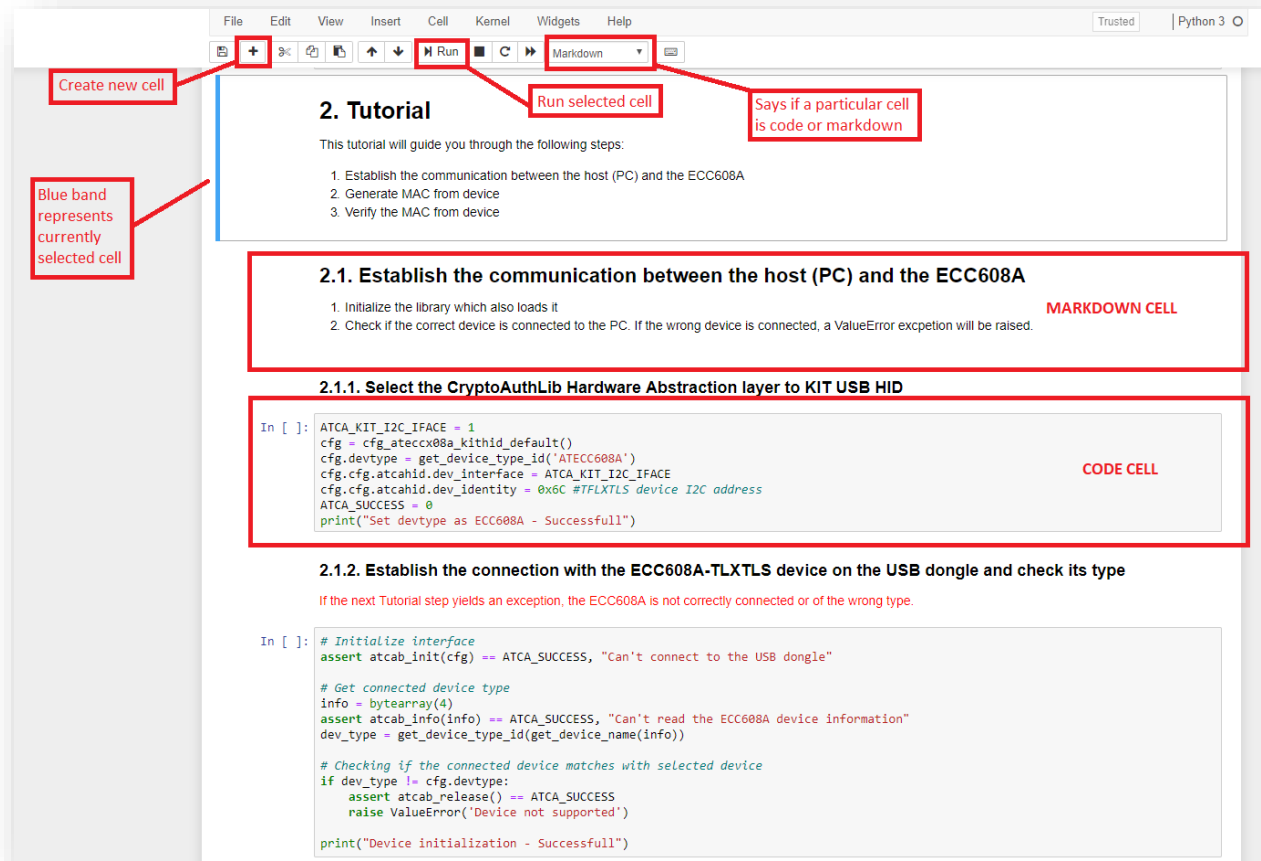 File Edit View Insert Cell Kernel Widgets Help
Trusted Python 3
Run
Markdown
Create new cell
Run selected cell
Says if a particular cell
is code or markdown
2. Tutorial
This tutorial will guide you through the following steps:
1. Establish the communication between the host (PC) and the ECC608A
2. Generate MAC from device
3. Verify the MAC from device
Blue band
represents
currently
selected cell
2.1. Establish the communication between the host (PC) and the ECC608A
1. Initialize the library which also loads it
2. Check if the correct device is connected to the PC. If the wrong device is connected, a ValueError excpetion will be raised.
MARKDOWN CELL
2.1.1. Select the CryptoAuthLib Hardware Abstraction layer to KIT USB HID
In [ ]:
ATCA_KIT_I2C_IFACE = 1
cfg = cfg_ateccx08a_kithid_default()
cfg.devtype = get_device_type_id('ATECC608A')
cfg.cfg.atcahid.dev_interface = ATCA_KIT_I2C_IFACE
cfg.cfg.atcahid.dev_identity = 0x6C #TFLXTLS device I2C address
ATCA_SUCCESS = 0
print("Set devtype as ECC608A - Successfull")
CODE CELL
2.1.2. Establish the connection with the ECC608A-TLXTLS device on the USB dongle and check its type
If the next Tutorial step yields an exception, the ECC608A is not correctly connected or of the wrong type.
In [ ]:
# Initialize interface
assert atcab_init(cfg) == ATCA_SUCCESS, "Can't connect to the USB dongle"
# Get connected device type
info = bytearray(4)
assert atcab_info(info) == ATCA_SUCCESS, "Can't read the ECC608A device information"
dev_type = get_device_type_id(get_device_name(info))
# Checking if the connected device matches with selected device
if dev_type != cfg.devtype:
    assert atcab_release() == ATCA_SUCCESS
    raise ValueError('Device not supported')
print("Device initialization - Successfull")